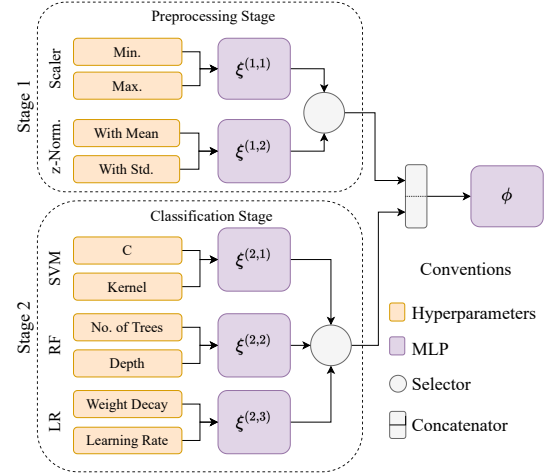 Preprocessing Stage
Stage 1
Scaler
Min.
Max.
ξ(1,1)
z-Norm.
With Mean
With Std.
ξ(1,2)
Classification Stage
Stage 2
SVM
C
Kernel
ξ(2,1)
RF
No. of Trees
Depth
ξ(2,2)
LR
Weight Decay
Learning Rate
ξ(2,3)
ϕ
Conventions
Hyperparameters
MLP
Selector
Concatenator